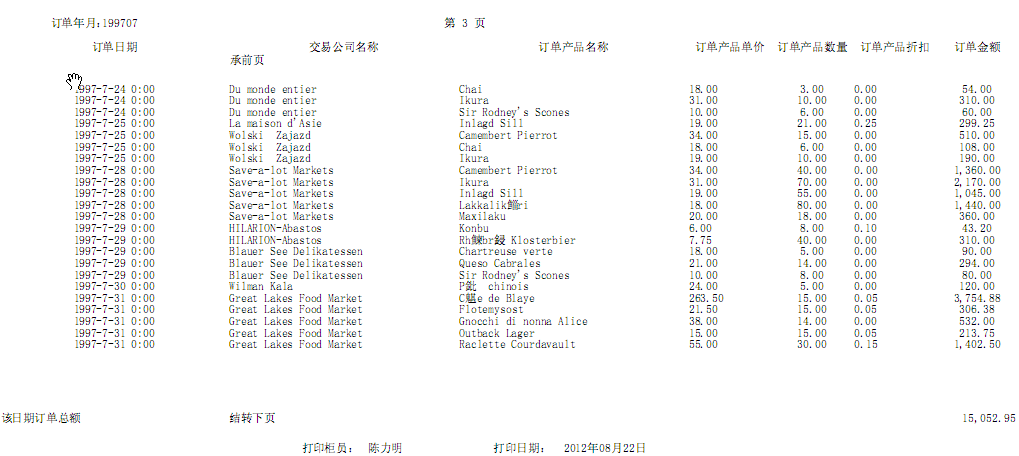 订单年月:199707 第 3 页
订单日期 交易公司名称 订单产品名称 订单产品单价 订单产品数量 订单产品折扣 订单金额
承前页
1997-7-24 0:00 Du monde entier Chai 18.00 3.00 0.00 54.00
1997-7-24 0:00 Du monde entier Ikura 31.00 10.00 0.00 310.00
1997-7-24 0:00 Du monde entier Sir Rodney's Scones 10.00 6.00 0.00 60.00
1997-7-25 0:00 La maison d'Asie Inlagd Sill 19.00 21.00 0.25 299.25
1997-7-25 0:00 Wolski Zajazd Camembert Pierrot 34.00 15.00 0.00 510.00
1997-7-25 0:00 Wolski Zajazd Chai 18.00 6.00 0.00 108.00
1997-7-25 0:00 Wolski Zajazd Ikura 19.00 10.00 0.00 190.00
1997-7-28 0:00 Save-a-lot Markets Camembert Pierrot 34.00 40.00 0.00 1,360.00
1997-7-28 0:00 Save-a-lot Markets Ikura 31.00 70.00 0.00 2,170.00
1997-7-28 0:00 Save-a-lot Markets Inlagd Sill 19.00 55.00 0.00 1,045.00
1997-7-28 0:00 Save-a-lot Markets 18.00 80.00 0.00 1,440.00
1997-7-28 0:00 Save-a-lot Markets Maxilaku 20.00 18.00 0.00 360.00
1997-7-29 0:00 HILARION-Abastos Konbu 6.00 8.00 0.10 43.20
1997-7-29 0:00 HILARION-Abastos Klosterbier 7.75 40.00 0.00 310.00
1997-7-29 0:00 Blauer See Delikatessen Chartreuse verte 18.00 5.00 0.00 90.00
1997-7-29 0:00 Blauer See Delikatessen Queso Cabrales 21.00 14.00 0.00 294.00
1997-7-29 0:00 Blauer See Delikatessen Sir Rodney's Scones 10.00 8.00 0.00 80.00
1997-7-30 0:00 Wilman Kala chinois 24.00 5.00 0.00 120.00
1997-7-31 0:00 Great Lakes Food Market de Blaye 263.50 15.00 0.05 3,754.88
1997-7-31 0:00 Great Lakes Food Market Flotemysost 21.50 15.00 0.05 306.38
1997-7-31 0:00 Great Lakes Food Market Gnocchi di nonna Alice 38.00 14.00 0.00 532.00
1997-7-31 0:00 Great Lakes Food Market Outback Lager 15.00 15.00 0.05 213.75
1997-7-31 0:00 Great Lakes Food Market Raclette Courdavault 55.00 30.00 0.15 1,402.50
该日期订单总额 结转下页 15,052.95
打印柜员: 陈力明 打印日期: 2012年08月22日